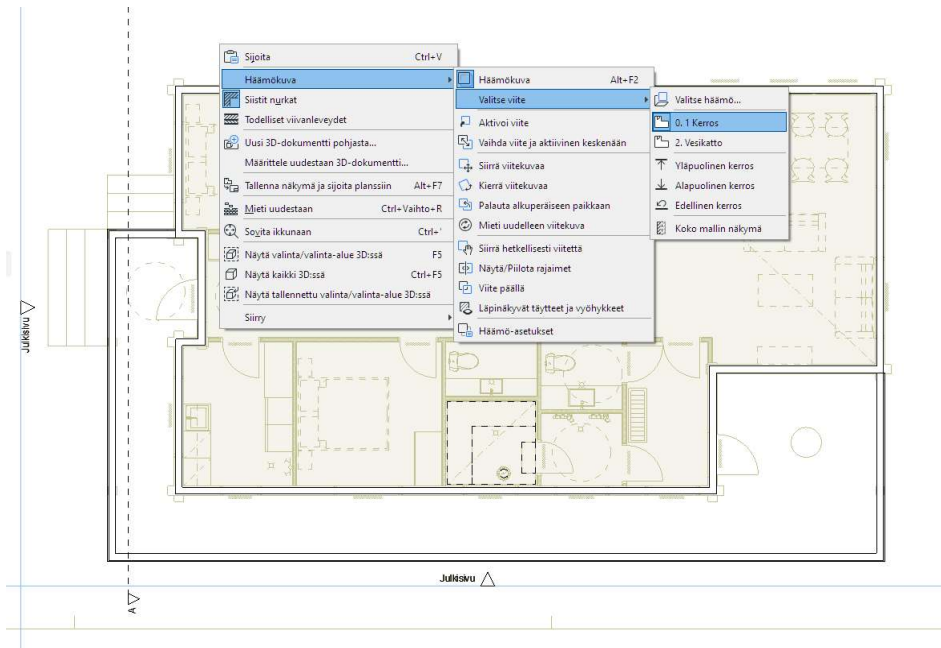 Sijoita Ctrl+V
Häämökuva
Siistit nurkat
Todelliset viivanleveydet
Uusi 3D-dokumentti pohjasta...
Määrittele uudestaan 3D-dokumentti...
Tallenna näkymä ja sijoita planssiin Alt+F7
Mieti uudestaan Ctrl+Vaihto+R
Sovita ikkunaan Ctrl+'
Näytä valinta/valinta-alue 3D:ssä F5
Näytä kaikki 3D:ssä Ctrl+F5
Näytä tallennettu valinta/valinta-alue 3D:ssä
Siirry
Häämökuva Alt+F2
Valitse viite
Aktivoi viite
Vaihda viite ja aktiivinen keskenään
Siirrä viitekuvaa
Kierrä viitekuvaa
Palauta alkuperäiseen paikkaan
Mieti uudelleen viitekuva
Siirrä hetkellisesti viitettä
Näytä/Piilota rajaimet
Viite päällä
Läpinäkyvät täytteet ja vyöhykkeet
Häämö-asetukset
Valitse häämö...
0. 1 Kerros
2. Vesikatto
Yläpuolinen kerros
Alapuolinen kerros
Edellinen kerros
Koko mallin näkymä
Julkisivu
Julkisivu
A